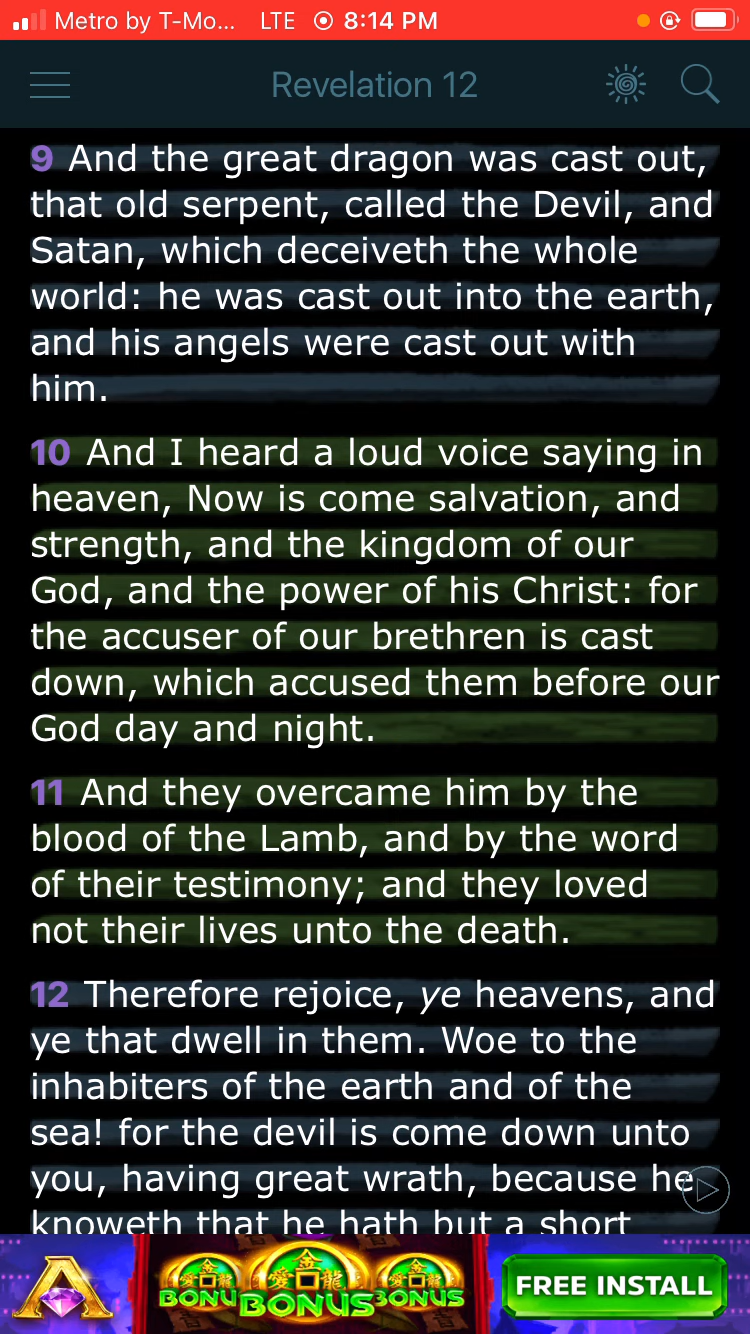 Metro by T-Mo... LTE 8:14 PM
Revelation 12
9 And the great dragon was cast out,
that old serpent, called the Devil, and
Satan, which deceiveth the whole
world: he was cast out into the earth,
and his angels were cast out with
him.
10 And I heard a loud voice saying in
heaven, Now is come salvation, and
strength, and the kingdom of our
God, and the power of his Christ: for
the accuser of our brethren is cast
down, which accused them before our
God day and night.
11 And they overcame him by the
blood of the Lamb, and by the word
of their testimony; and they loved
not their lives unto the death.
12 Therefore rejoice, ye heavens, and
ye that dwell in them. Woe to the
inhabiters of the earth and of the
sea! for the devil is come down unto
you, having great wrath, because he
knoweth that he hath but a short
BONU BONUS BONUS
FREE INSTALL